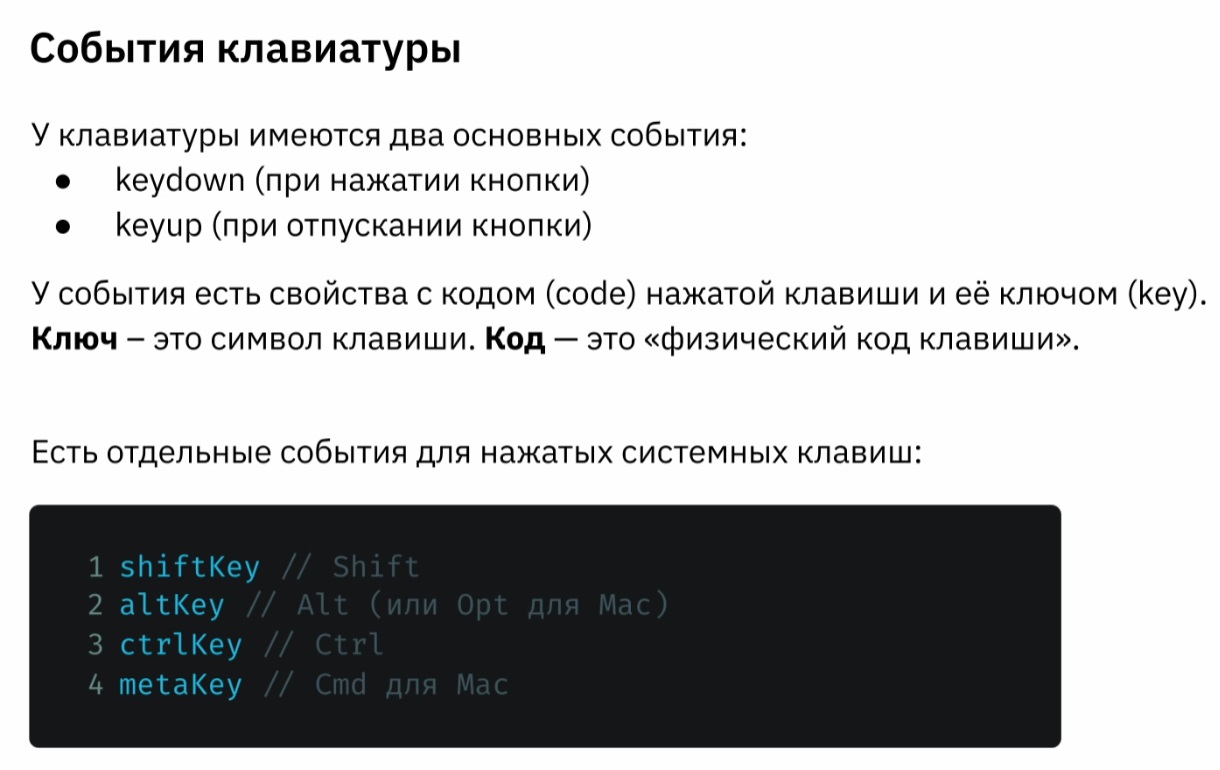 События клавиатуры
У клавиатуры имеются два основных события:
● keydown (при нажатии кнопки)
● keyup (при отпускании кнопки)
У события есть свойства с кодом (code) нажатой клавиши и её ключом (key).
Ключ – это символ клавиши. Код — это «физический код клавиши».
Есть отдельные события для нажатых системных клавиш:
1 shiftKey // Shift
2 altKey // Alt (или Opt для Mac)
3 ctrlKey // Ctrl
4 metaKey // Cmd для Mac